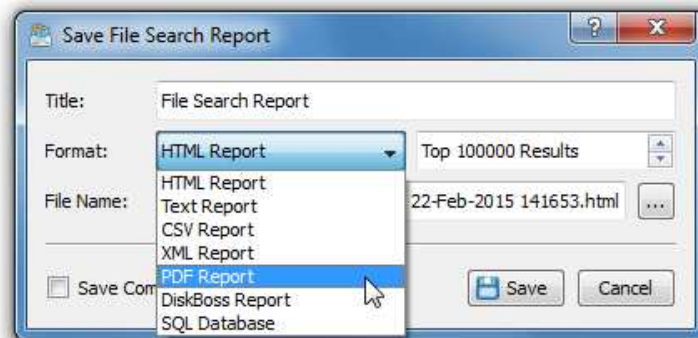 Save File Search Report
Title: File Search Report
Format: HTML Report Top 100000 Results
HTML Report
File Name: Text Report 22-Feb-2015 141653.html ...
CSV Report
XML Report
Save Com PDF Report Save Cancel
DiskBoss Report
SQL Database